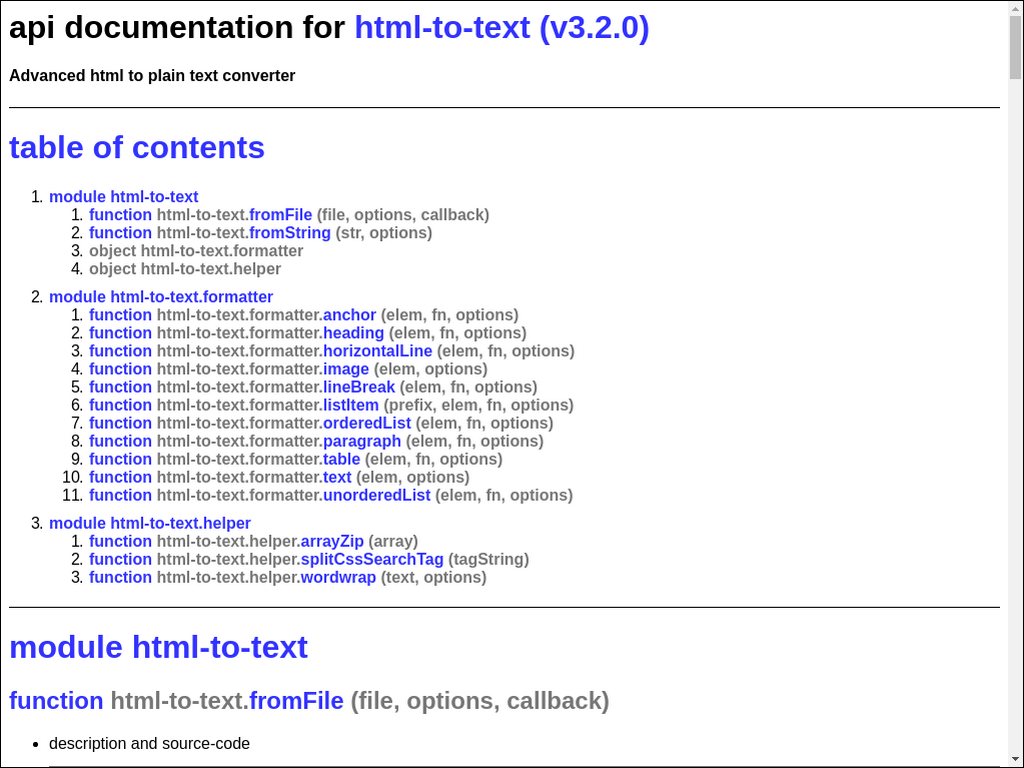 api documentation for html-to-text (v3.2.0)
Advanced html to plain text converter
table of contents
1. module html-to-text
1. function html-to-text.fromFile (file, options, callback)
2. function html-to-text.fromString (str, options)
3. object html-to-text.formatter
4. object html-to-text.helper
2. module html-to-text.formatter
1. function html-to-text.formatter.anchor (elem, fn, options)
2. function html-to-text.formatter.heading (elem, fn, options)
3. function html-to-text.formatter.horizontalLine (elem, fn, options)
4. function html-to-text.formatter.image (elem, options)
5. function html-to-text.formatter.lineBreak (elem, fn, options)
6. function html-to-text.formatter.listItem (prefix, elem, fn, options)
7. function html-to-text.formatter.orderedList (elem, fn, options)
8. function html-to-text.formatter.paragraph (elem, fn, options)
9. function html-to-text.formatter.table (elem, fn, options)
10. function html-to-text.formatter.text (elem, options)
11. function html-to-text.formatter.unorderedList (elem, fn, options)
3. module html-to-text.helper
1. function html-to-text.helper.arrayZip (array)
2. function html-to-text.helper.splitCssSearchTag (tagString)
3. function html-to-text.helper.wordwrap (text, options)
module html-to-text
function html-to-text.fromFile (file, options, callback)
• description and source-code